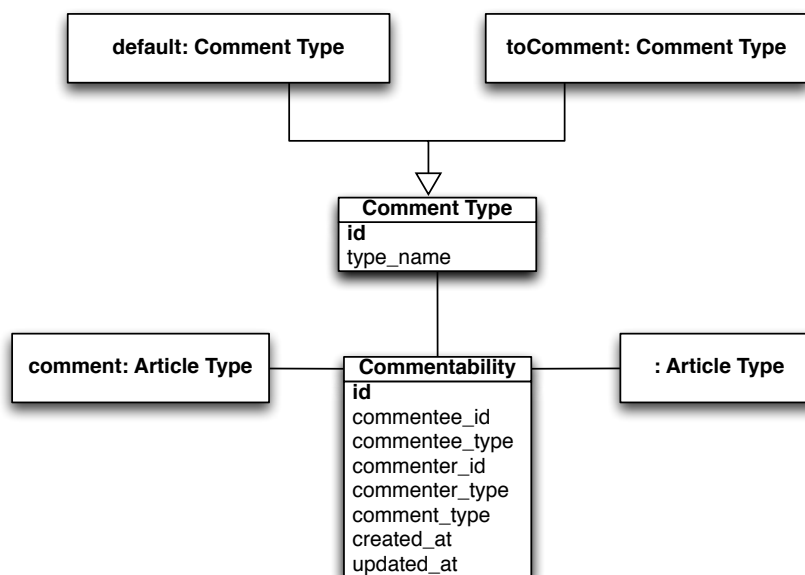 default: Comment Type
toComment: Comment Type
Comment Type
id
type_name
comment: Article Type
Commentability
: Article Type
id
commentee_id
commentee_type
commenter_id
commenter_type
comment_type
created_at
updated_at